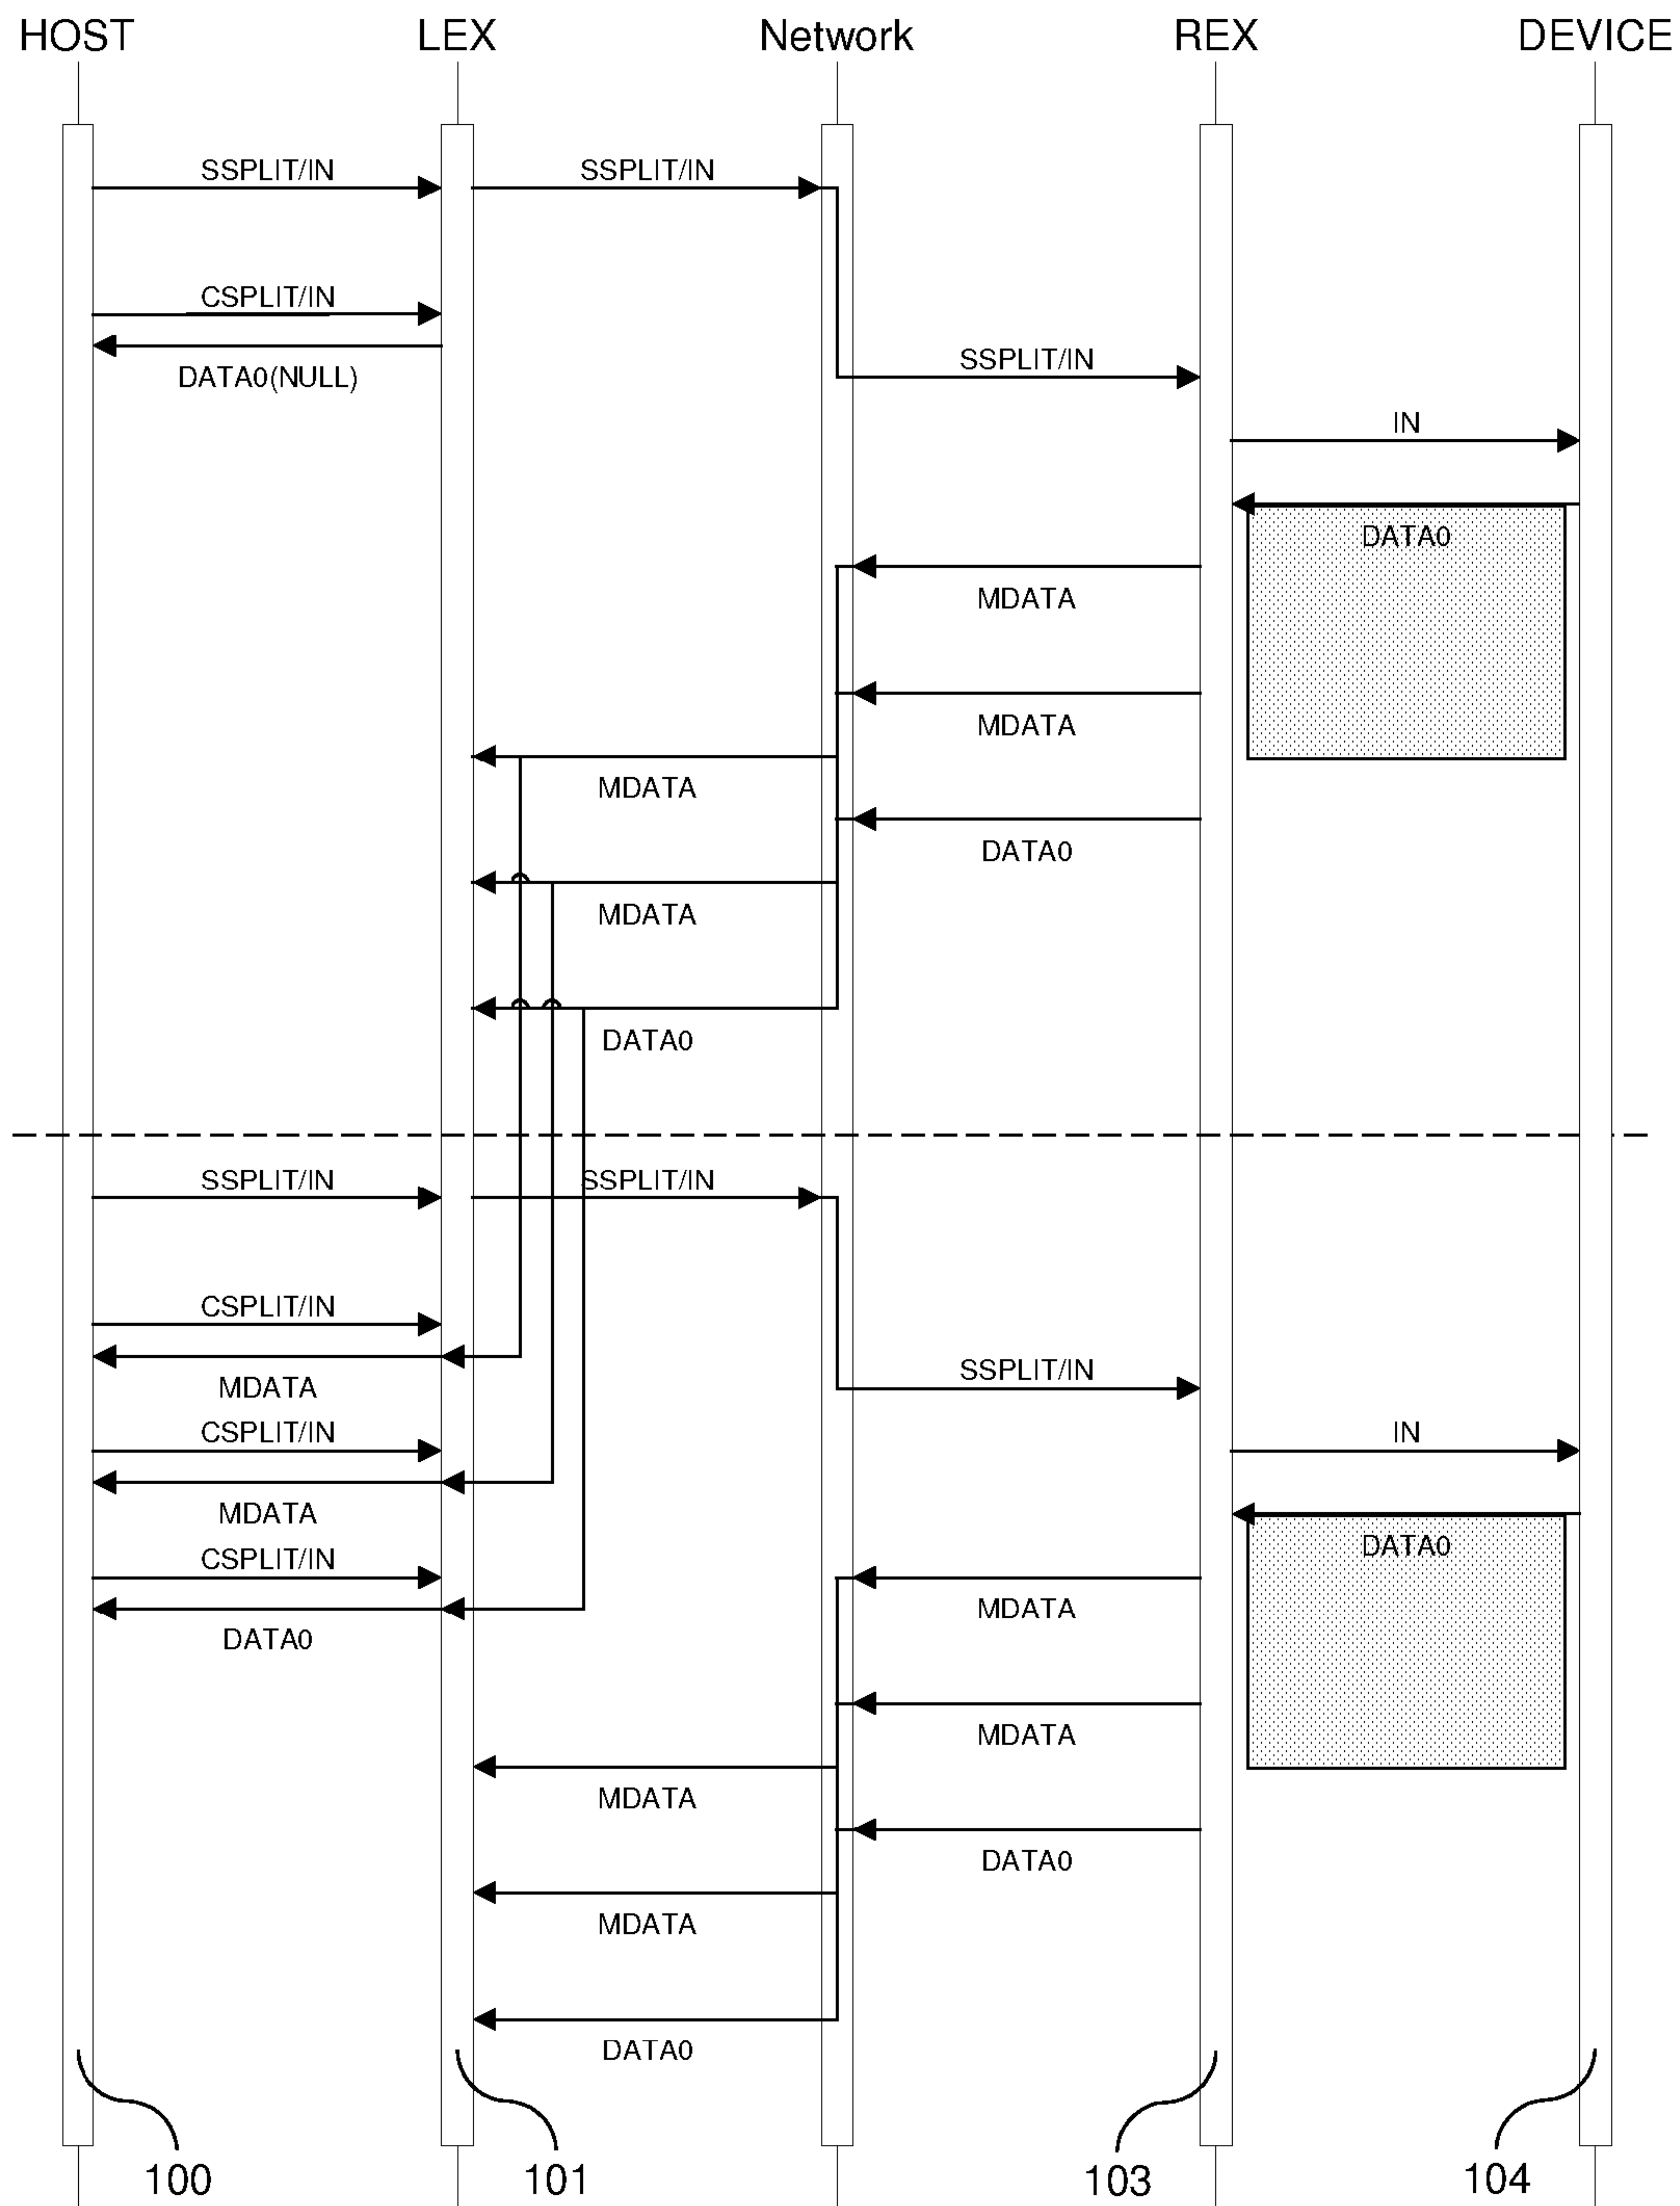 HOST LEX Network REX DEVICE
SSPLIT/IN SSPLIT/IN
CSPLIT/IN
DATA0(NULL) SSPLIT/IN
IN
DATA0
MDATA
MDATA
MDATA
DATA0
MDATA
DATA0
SSPLIT/IN SSPLIT/IN
CSPLIT/IN
MDATA SSPLIT/IN
CSPLIT/IN IN
MDATA
CSPLIT/IN DATA0
MDATA
DATA0
MDATA
MDATA
DATA0
MDATA
DATA0
100 101 103 104